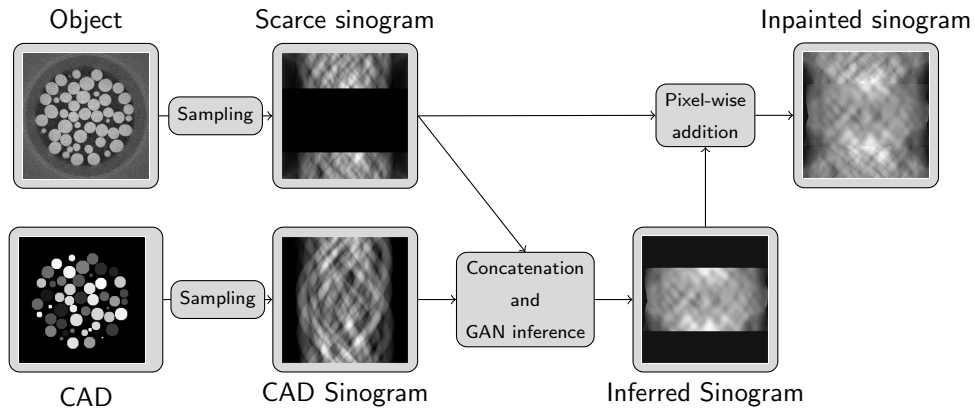 Object
Scarce sinogram
Inpainted sinogram
Sampling
Pixel-wise
addition
Sampling
Concatenation
and
GAN inference
CAD
CAD Sinogram
Inferred Sinogram